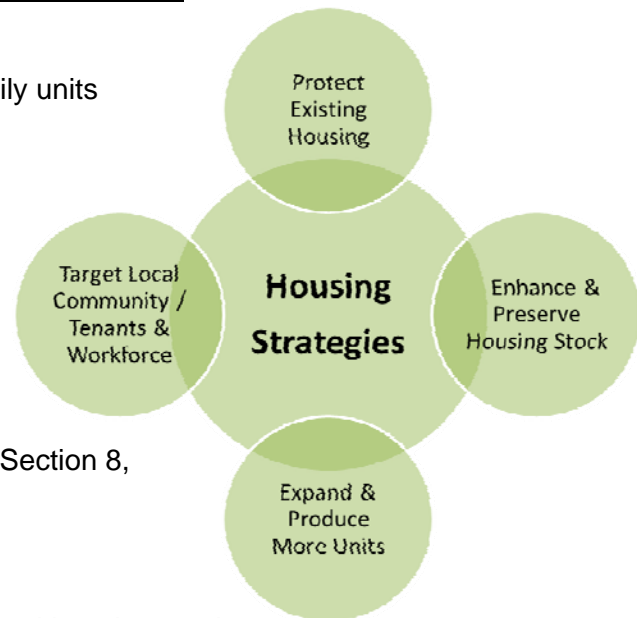 ily units
Protect
Existing
Housing
Target Local
Community /
Tenants &
Workforce
Housing
Strategies
Enhance &
Preserve
Housing Stock
Section 8,
Expand &
Produce
More Units